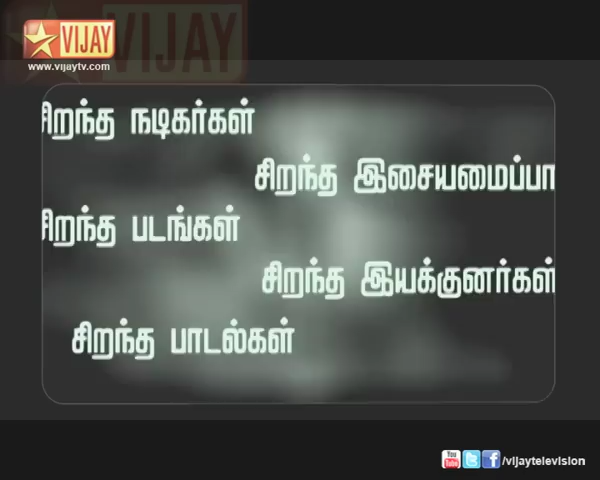 VIJAY
VIJAY
www.vijaytv.com
சிறந்த நடிகர்கள்
சிறந்த இசையமைப்பா
சிறந்த படங்கள்
சிறந்த இயக்குனர்கள்
சிறந்த பாடல்கள்
You Tube /vijaytelevision